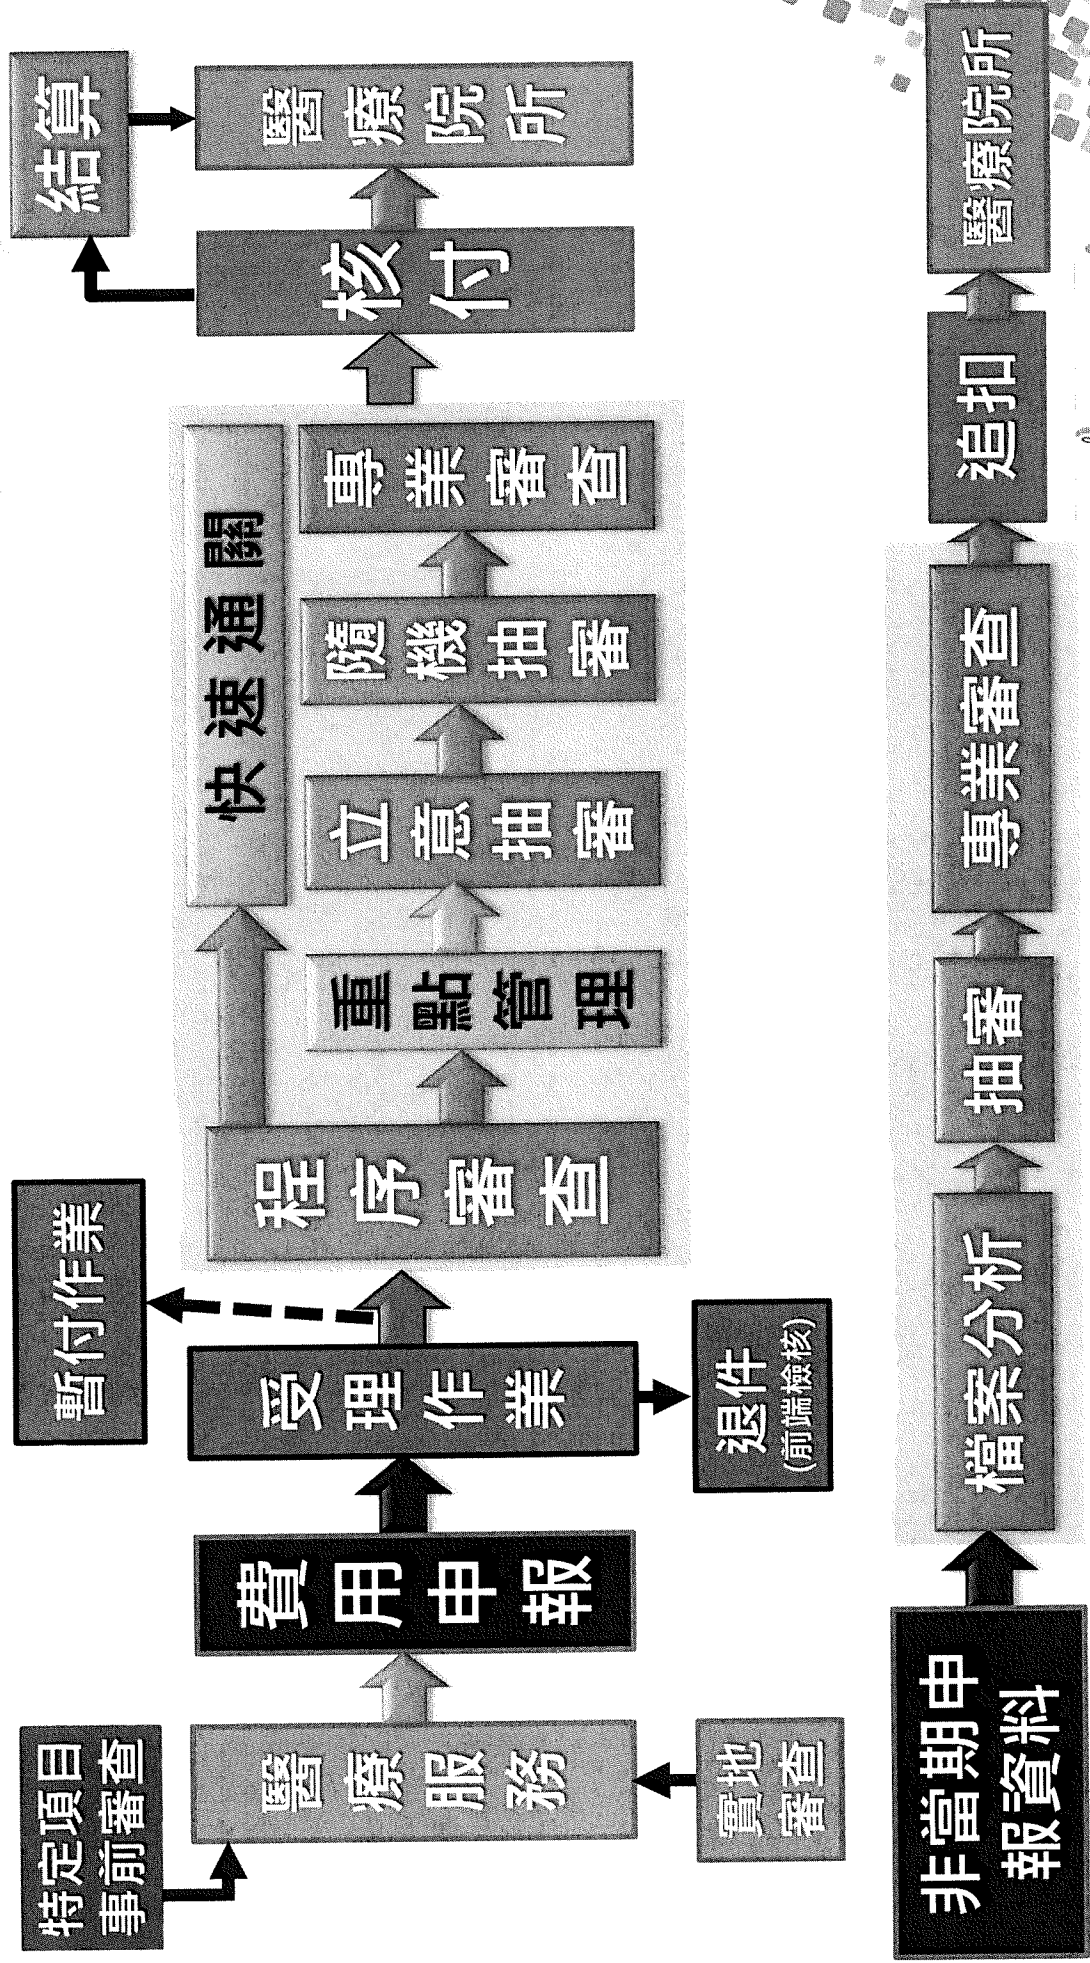 特定項目
事前審查
醫療服務
實地
審查
費用申報
受理作業
暫付作業
退件
(前端檢核)
程序審查
快速通關
重點管理
立意抽審
隨機抽審
專業審查
核付
結算
醫療院所
非當期申
報資料
檔案分析
抽審
專業審查
追扣
醫療院所